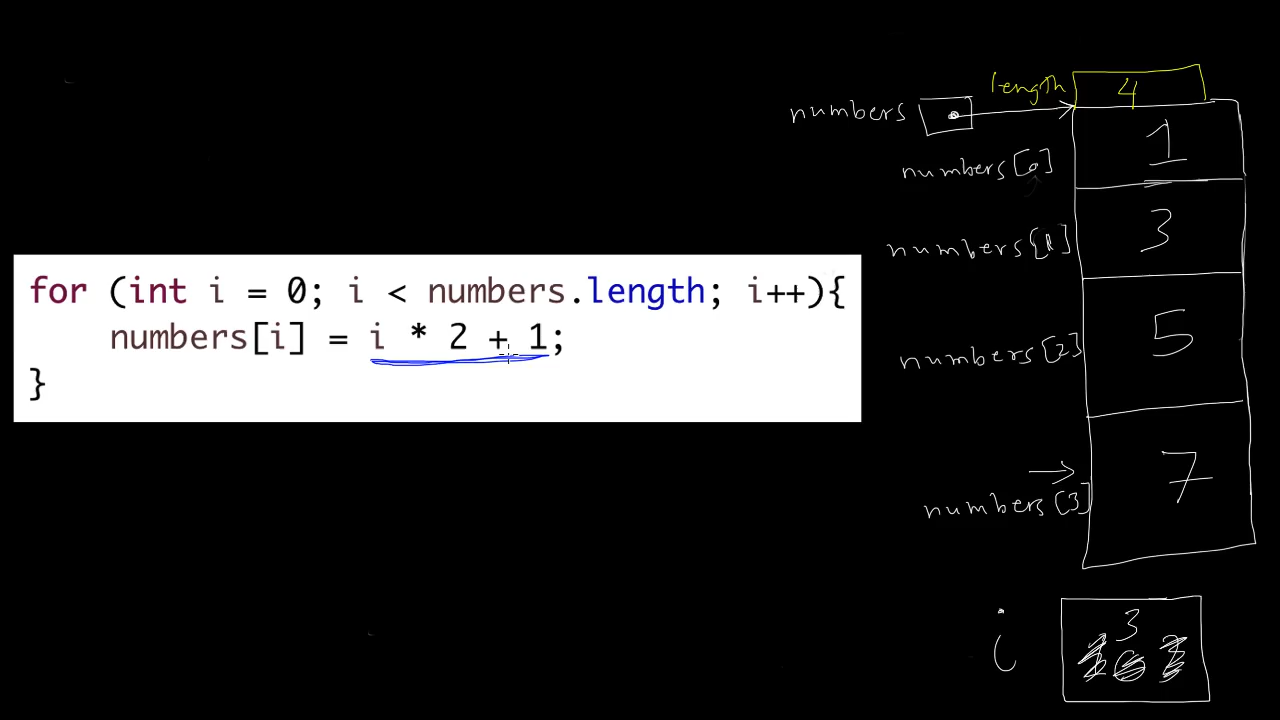 for (int i = 0; i < numbers.length; i++){
numbers[i] = i * 2 + 1;
}
length 4
numbers
numbers[0] 1
numbers[1] 3
numbers[2] 5
numbers[3] 7
i 3